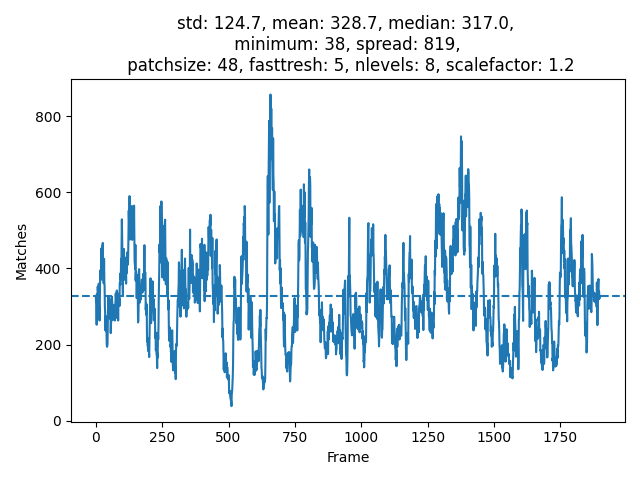 std: 124.7, mean: 328.7, median: 317.0,
minimum: 38, spread: 819,
patchsize: 48, fasttresh: 5, nlevels: 8, scalefactor: 1.2
800
600
400
200
0
Matches
0 250 500 750 1000 1250 1500 1750
Frame